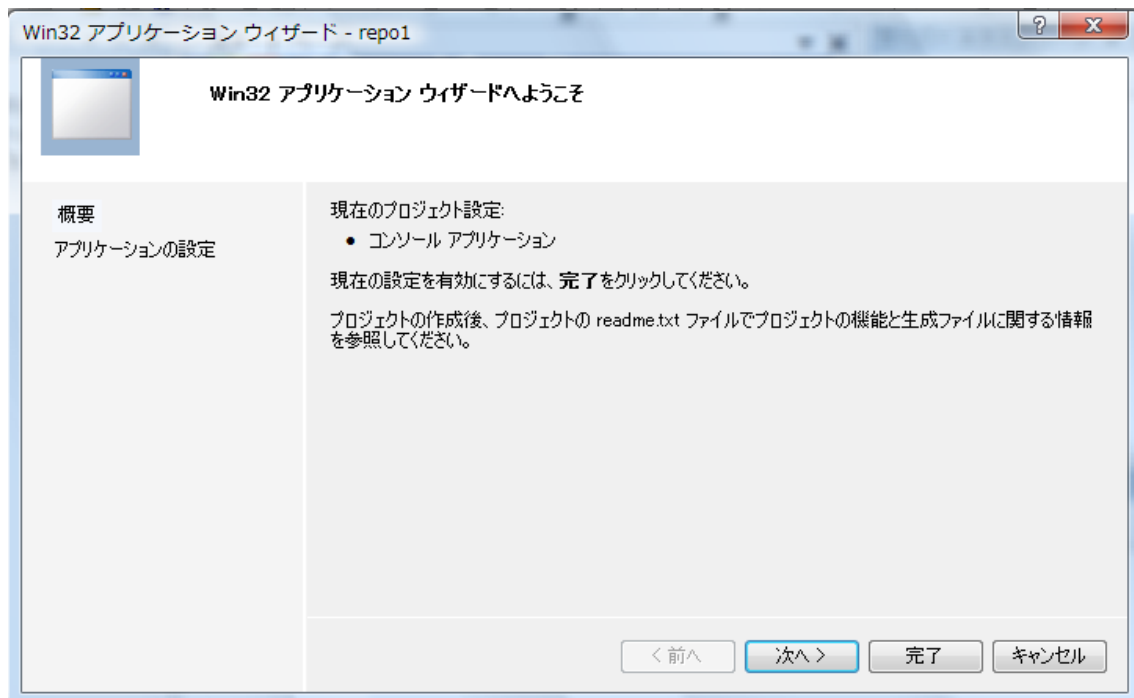 Win32 アプリケーション ウィザード - repo1
Win32 アプリケーション ウィザードへようこそ
概要
アプリケーションの設定
現在のプロジェクト設定:
● コンソール アプリケーション
現在の設定を有効にするには、完了をクリックしてください。
プロジェクトの作成後、プロジェクトの readme.txt ファイルでプロジェクトの機能と生成ファイルに関する情報
を参照してください。
< 前へ
次へ >
完了
キャンセル